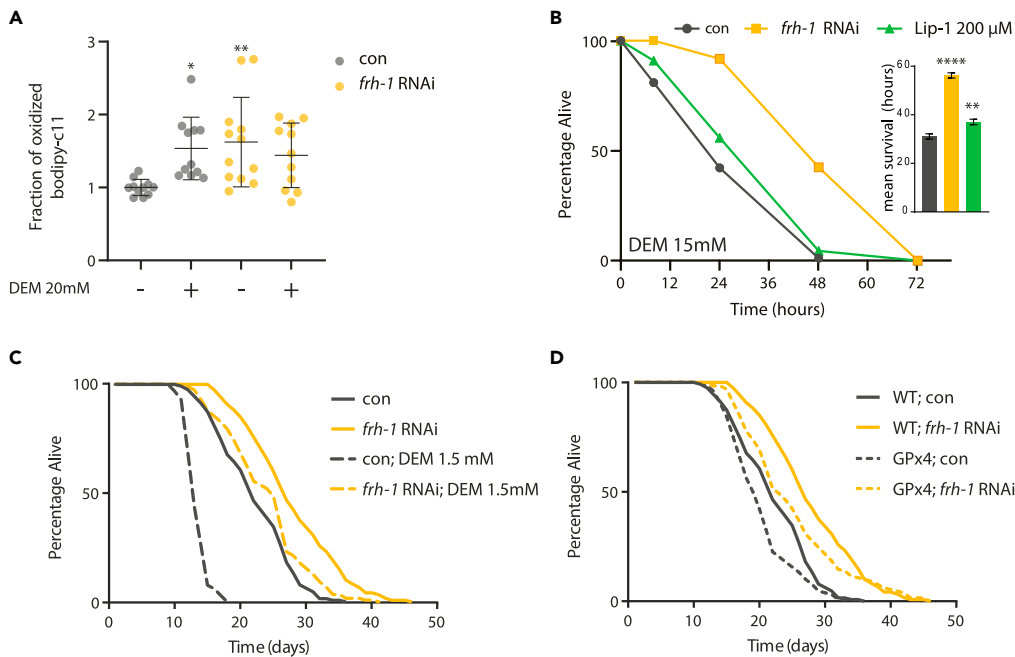 A
Fraction of oxidized
bodipy-c11
3
2
1
0
*
**
con
frh-1 RNAi
DEM 20mM - + - +
B
con frh-1 RNAi Lip-1 200 µM
Percentage Alive
100
50
0
DEM 15mM
0 12 24 36 48 60 72
Time (hours)
mean survival (hours)
60
40
20
0
****
**
C
Percentage Alive
100
50
0
con
frh-1 RNAi
con; DEM 1.5 mM
frh-1 RNAi; DEM 1.5mM
0 10 20 30 40 50
Time (days)
D
Percentage Alive
100
50
0
WT; con
WT; frh-1 RNAi
GPx4; con
GPx4; frh-1 RNAi
0 10 20 30 40 50
Time (days)